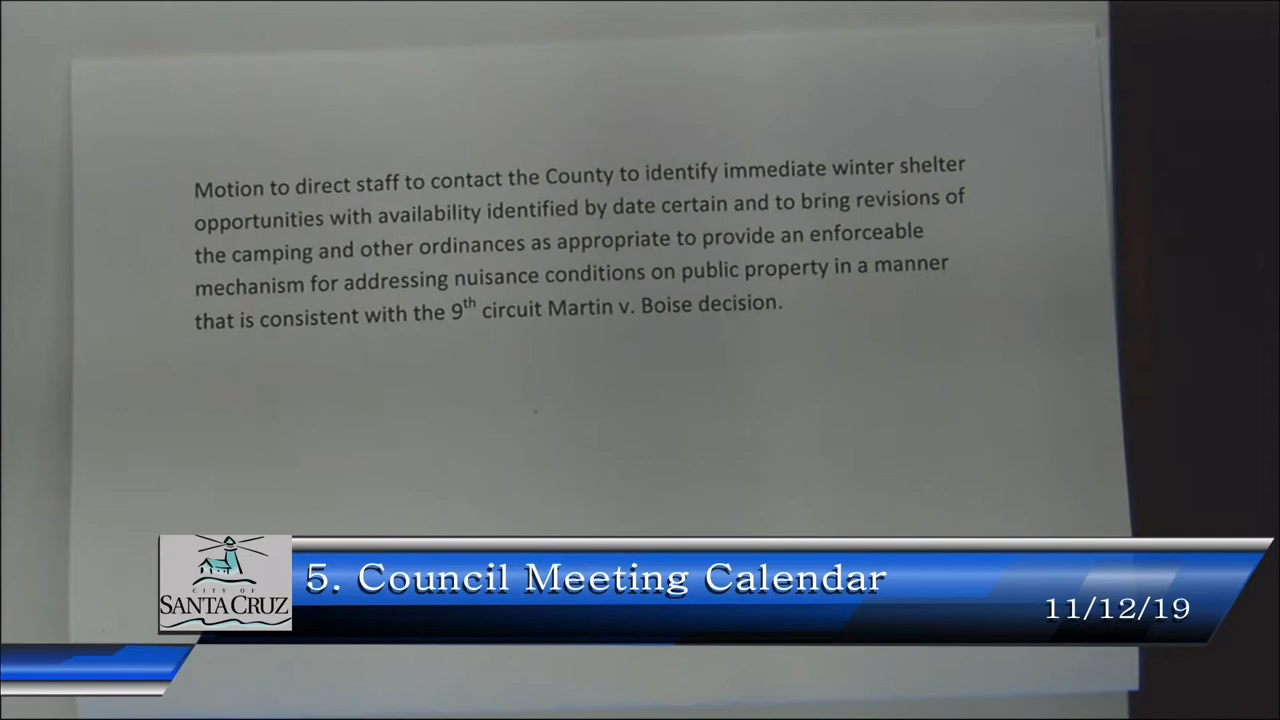 Motion to direct staff to contact the County to identify immediate winter shelter
opportunities with availability identified by date certain and to bring revisions of
the camping and other ordinances as appropriate to provide an enforceable
mechanism for addressing nuisance conditions on public property in a manner
that is consistent with the 9th circuit Martin v. Boise decision.
CITY OF
SANTA CRUZ
5. Council Meeting Calendar
11/12/19